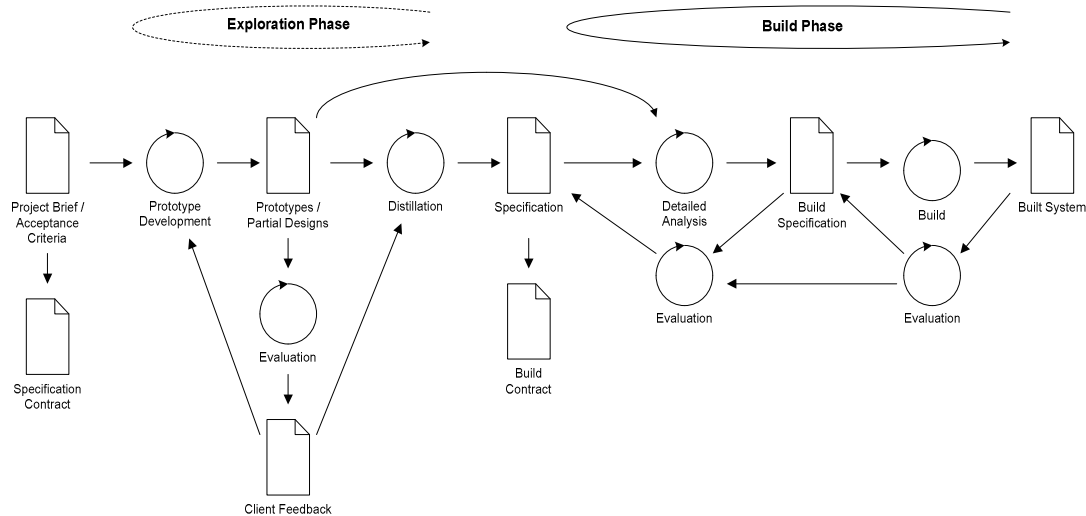 Exploration Phase
Build Phase
Project Brief /
Acceptance
Criteria
Prototype
Development
Prototypes /
Partial Designs
Distillation
Specification
Detailed
Analysis
Build
Specification
Build
Built System
Evaluation
Evaluation
Evaluation
Specification
Contract
Build
Contract
Client Feedback